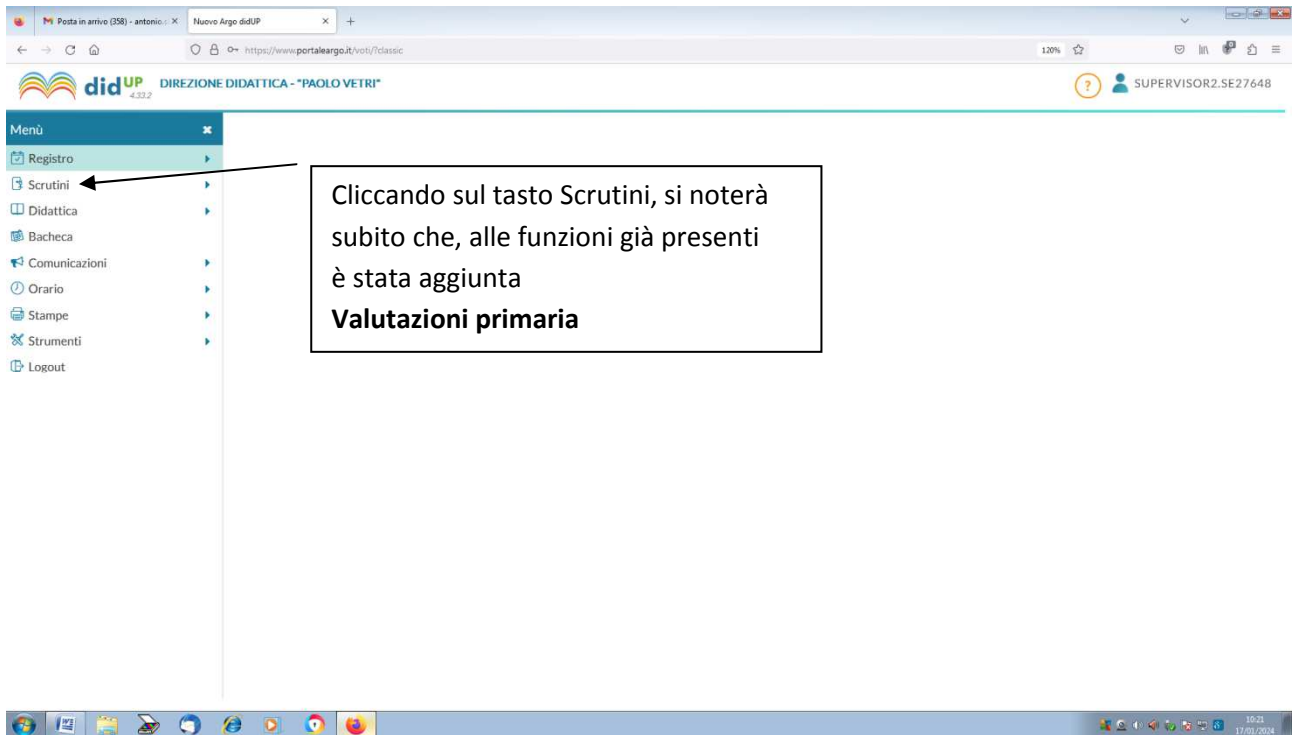 Posta in arrivo (358) - antonio.s
Nuovo Argo didUP
https://www.portaleargo.it/voti/?classic
120%
didUP 4.33.2
DIREZIONE DIDATTICA - "PAOLO VETRI"
?
SUPERVISOR2.SE27648
Menù
Registro
Scrutini
Didattica
Bacheca
Comunicazioni
Orario
Stampe
Strumenti
Logout
Cliccando sul tasto Scrutini, si noterà
subito che, alle funzioni già presenti
è stata aggiunta
Valutazioni primaria
10:21
17/01/2024